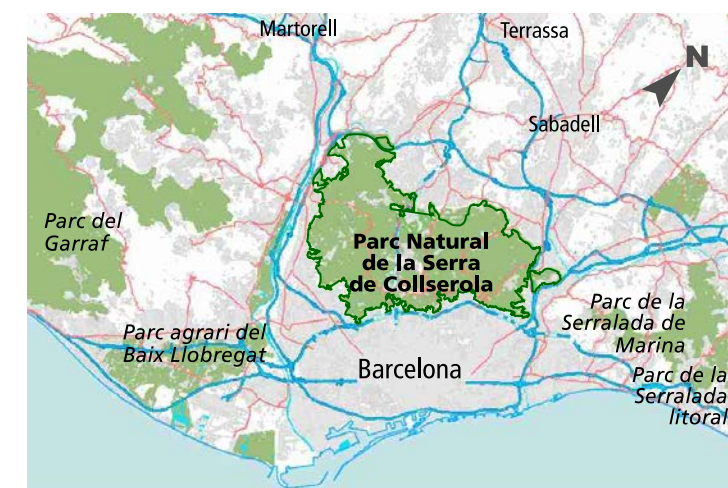 Martorell
Terrassa
N
Sabadell
Parc del
Garraf
Parc Natural
de la Serra
de Collserola
Parc de la
Serralada de
Marina
Parc agrari del
Baix Llobregat
Barcelona
Parc de la
Serralada
litoral